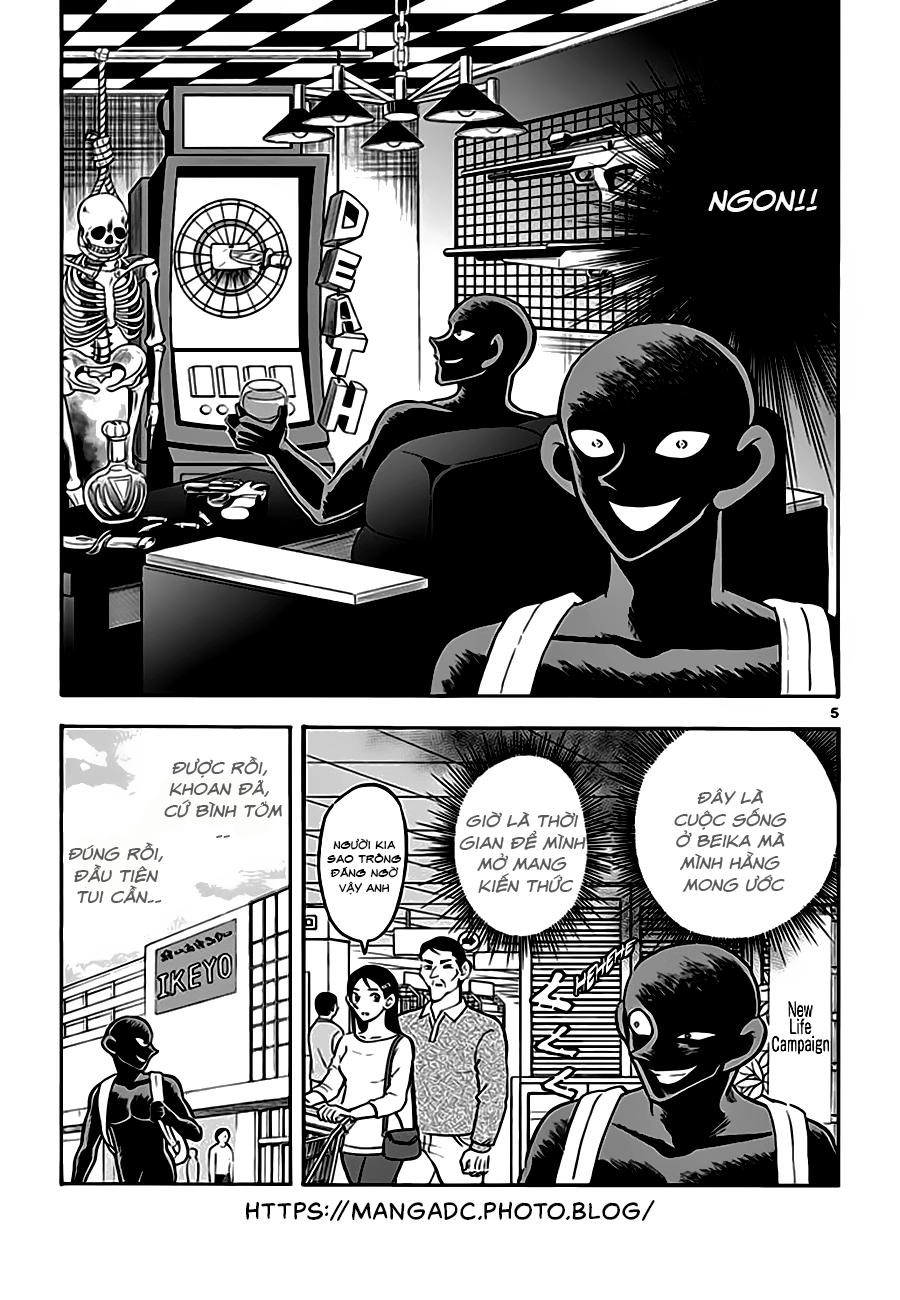 NGON!!
DEATH
5
ĐÂY LÀ
CUỘC SỐNG
Ở BEIKA MÀ
MÌNH HẰNG
MONG ƯỚC
GIỜ LÀ THỜI
GIAN ĐỂ MÌNH
MỞ MANG
KIẾN THỨC
NGƯỜI KIA
SAO TRÔNG
ĐÁNG NGỜ
VẬY ANH
New
Life
Campaign
ĐƯỢC RỒI,
KHOAN ĐÃ,
CỨ BÌNH TÕM
--
ĐÚNG RỒI,
ĐẦU TIÊN
TUI CẦN--
IKEYO
HTTPS://MANGADC.PHOTO.BLOG/